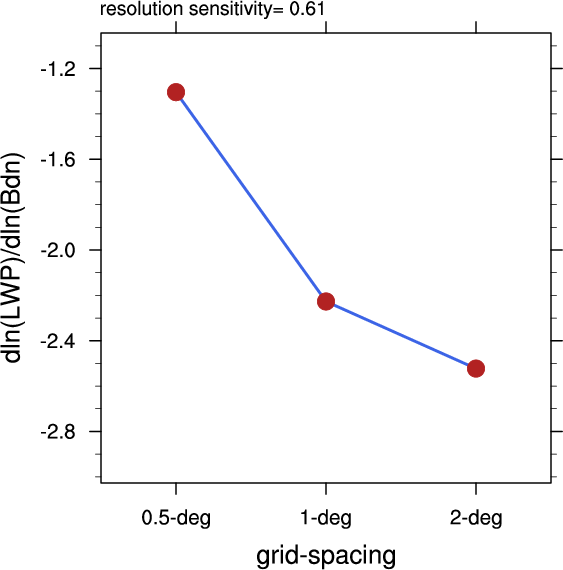 resolution sensitivity= 0.61
-1.2
-1.6
-2.0
-2.4
-2.8
dln(LWP)/dln(Bdn)
0.5-deg 1-deg 2-deg
grid-spacing